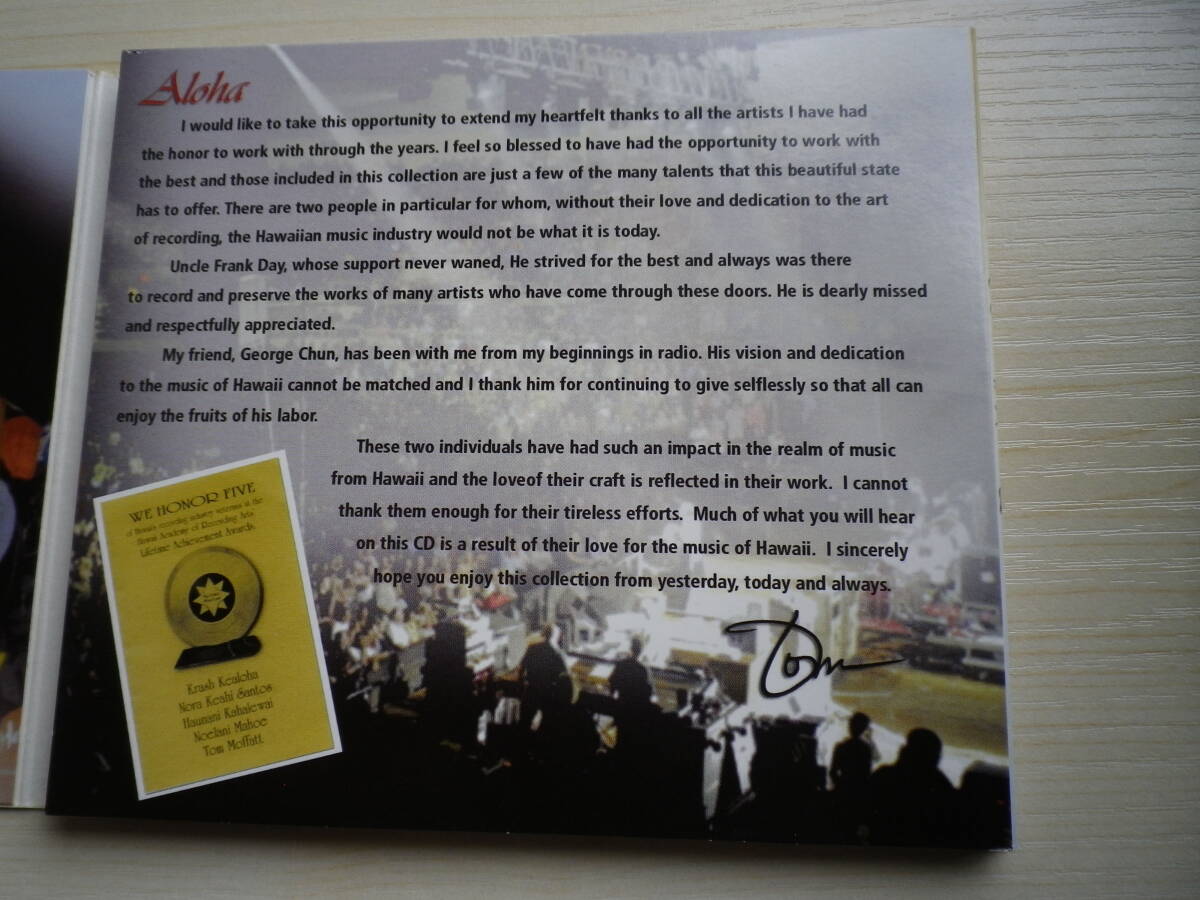 Aloha
I would like to take this opportunity to extend my heartfelt thanks to all the artists I have had
the honor to work with through the years. I feel so blessed to have had the opportunity to work with
the best and those included in this collection are just a few of the many talents that this beautiful state
has to offer. There are two people in particular for whom, without their love and dedication to the art
of recording, the Hawaiian music industry would not be what it is today.
Uncle Frank Day, whose support never waned, He strived for the best and always was there
to record and preserve the works of many artists who have come through these doors. He is dearly missed
and respectfully appreciated.
My friend, George Chun, has been with me from my beginnings in radio. His vision and dedication
to the music of Hawaii cannot be matched and I thank him for continuing to give selflessly so that all can
enjoy the fruits of his labor.
These two individuals have had such an impact in the realm of music
from Hawaii and the loveof their craft is reflected in their work. I cannot
thank them enough for their tireless efforts. Much of what you will hear
on this CD is a result of their love for the music of Hawaii. I sincerely
hope you enjoy this collection from yesterday, today and always.
Tom
WE HONOR FIVE
of Hawaii's recording industry veterans at the
Hawaii Academy of Recording Arts
Lifetime Achievement Awards.
Krash Kealoha
Nora Keahi Santos
Haunani Kahalewai
Noelani Mahoe
Tom Moffatt